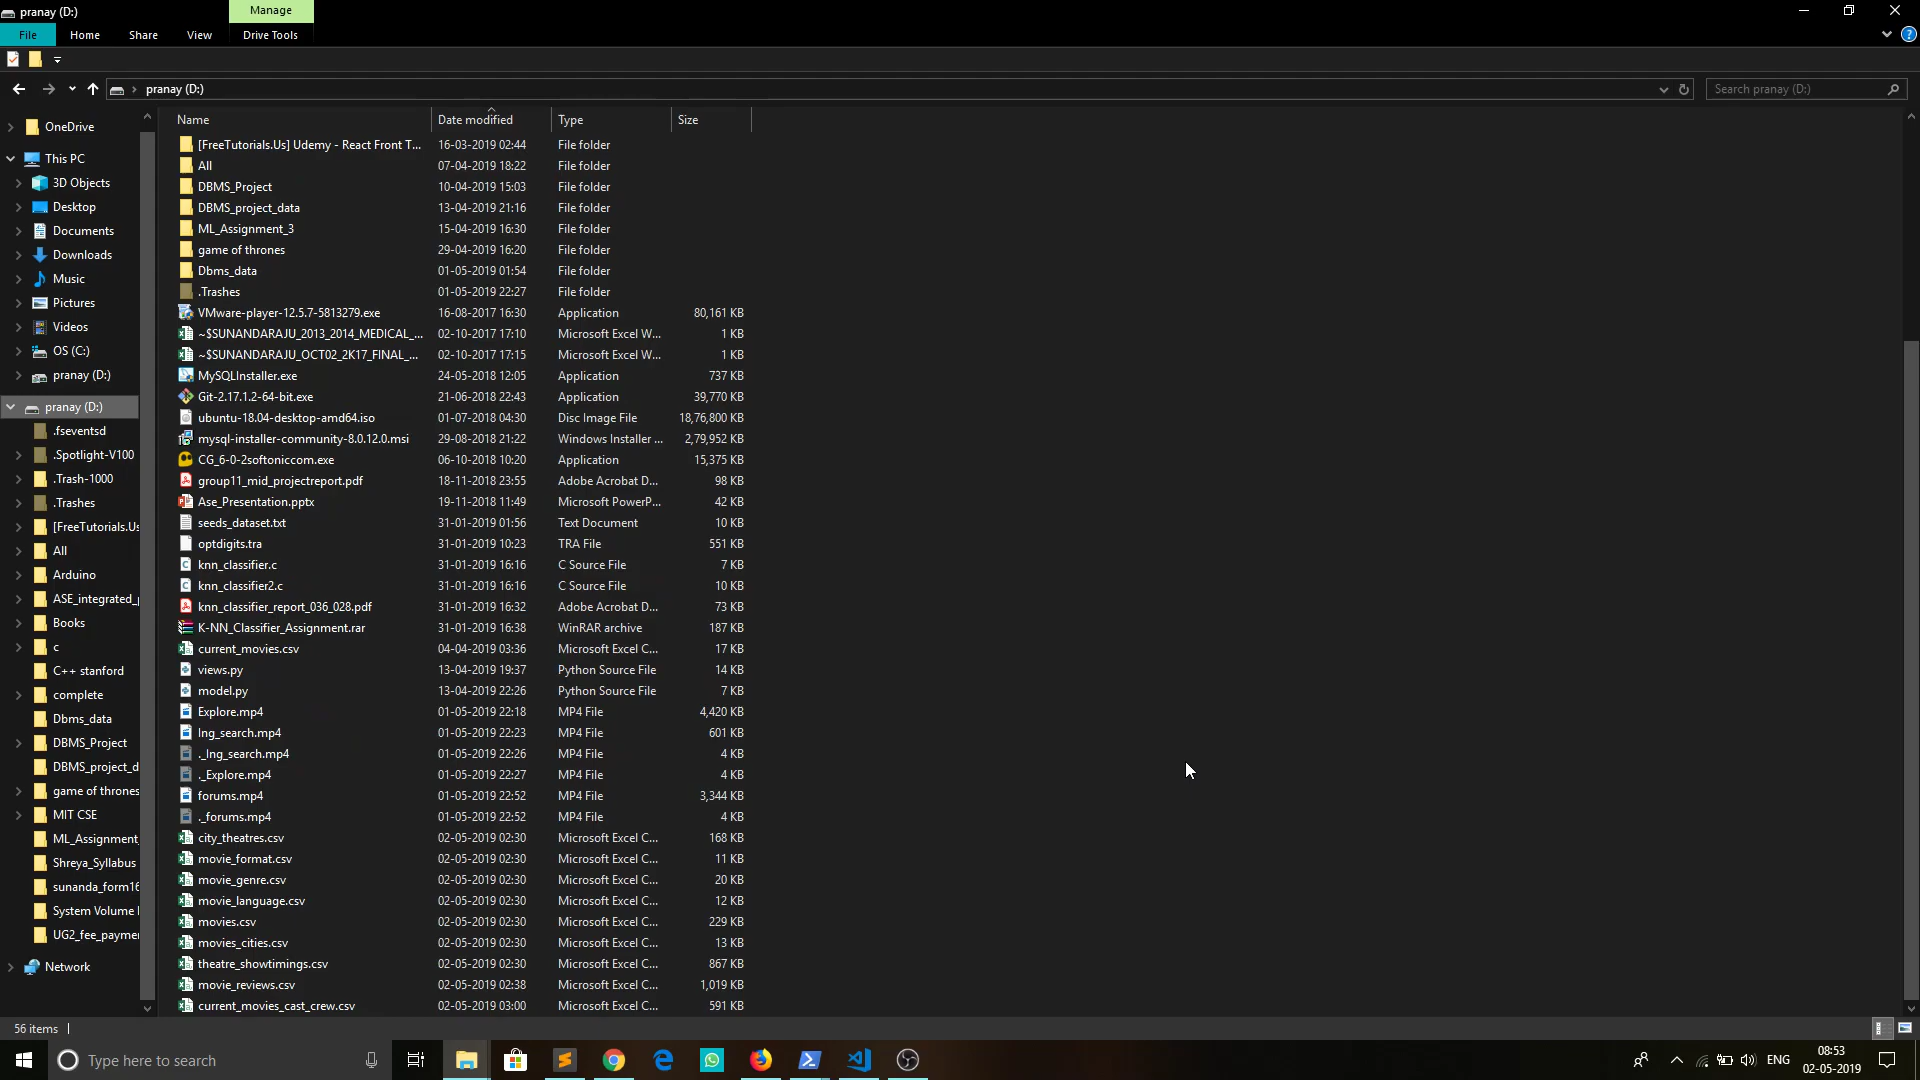 pranay (D:)
Manage
File
Home
Share
View
Drive Tools
pranay (D:)
Search pranay (D:)
OneDrive
This PC
3D Objects
Desktop
Documents
Downloads
Music
Pictures
Videos
OS (C:)
pranay (D:)
pranay (D:)
.fseventsd
.Spotlight-V100
.Trash-1000
.Trashes
[FreeTutorials.Us
All
Arduino
ASE_integrated_p
Books
c
C++ stanford
complete
Dbms_data
DBMS_Project
DBMS_project_d
game of thrones
MIT CSE
ML_Assignment_
Shreya_Syllabus
sunanda_form16
System Volume I
UG2_fee_paymen
Network
Name Date modified Type Size
[FreeTutorials.Us] Udemy - React Front T... 16-03-2019 02:44 File folder
All 07-04-2019 18:22 File folder
DBMS_Project 10-04-2019 15:03 File folder
DBMS_project_data 13-04-2019 21:16 File folder
ML_Assignment_3 15-04-2019 16:30 File folder
game of thrones 29-04-2019 16:20 File folder
Dbms_data 01-05-2019 01:54 File folder
.Trashes 01-05-2019 22:27 File folder
VMware-player-12.5.7-5813279.exe 16-08-2017 16:30 Application 80,161 KB
~$SUNANDARAJU_2013_2014_MEDICAL_... 02-10-2017 17:10 Microsoft Excel W... 1 KB
~$SUNANDARAJU_OCT02_2K17_FINAL_... 02-10-2017 17:15 Microsoft Excel W... 1 KB
MySQLInstaller.exe 24-05-2018 12:05 Application 737 KB
Git-2.17.1.2-64-bit.exe 21-06-2018 22:43 Application 39,770 KB
ubuntu-18.04-desktop-amd64.iso 01-07-2018 04:30 Disc Image File 18,76,800 KB
mysql-installer-community-8.0.12.0.msi 29-08-2018 21:22 Windows Installer ... 2,79,952 KB
CG_6-0-2softoniccom.exe 06-10-2018 10:20 Application 15,375 KB
group11_mid_projectreport.pdf 18-11-2018 23:55 Adobe Acrobat D... 98 KB
Ase_Presentation.pptx 19-11-2018 11:49 Microsoft PowerP... 42 KB
seeds_dataset.txt 31-01-2019 01:56 Text Document 10 KB
optdigits.tra 31-01-2019 10:23 TRA File 551 KB
knn_classifier.c 31-01-2019 16:16 C Source File 7 KB
knn_classifier2.c 31-01-2019 16:16 C Source File 10 KB
knn_classifier_report_036_028.pdf 31-01-2019 16:32 Adobe Acrobat D... 73 KB
K-NN_Classifier_Assignment.rar 31-01-2019 16:38 WinRAR archive 187 KB
current_movies.csv 04-04-2019 03:36 Microsoft Excel C... 17 KB
views.py 13-04-2019 19:37 Python Source File 14 KB
model.py 13-04-2019 22:26 Python Source File 7 KB
Explore.mp4 01-05-2019 22:18 MP4 File 4,420 KB
lng_search.mp4 01-05-2019 22:23 MP4 File 601 KB
._lng_search.mp4 01-05-2019 22:26 MP4 File 4 KB
._Explore.mp4 01-05-2019 22:27 MP4 File 4 KB
forums.mp4 01-05-2019 22:52 MP4 File 3,344 KB
._forums.mp4 01-05-2019 22:52 MP4 File 4 KB
city_theatres.csv 02-05-2019 02:30 Microsoft Excel C... 168 KB
movie_format.csv 02-05-2019 02:30 Microsoft Excel C... 11 KB
movie_genre.csv 02-05-2019 02:30 Microsoft Excel C... 20 KB
movie_language.csv 02-05-2019 02:30 Microsoft Excel C... 12 KB
movies.csv 02-05-2019 02:30 Microsoft Excel C... 229 KB
movies_cities.csv 02-05-2019 02:30 Microsoft Excel C... 13 KB
theatre_showtimings.csv 02-05-2019 02:30 Microsoft Excel C... 867 KB
movie_reviews.csv 02-05-2019 02:38 Microsoft Excel C... 1,019 KB
current_movies_cast_crew.csv 02-05-2019 03:00 Microsoft Excel C... 591 KB
56 items
Type here to search
ENG
08:53
02-05-2019